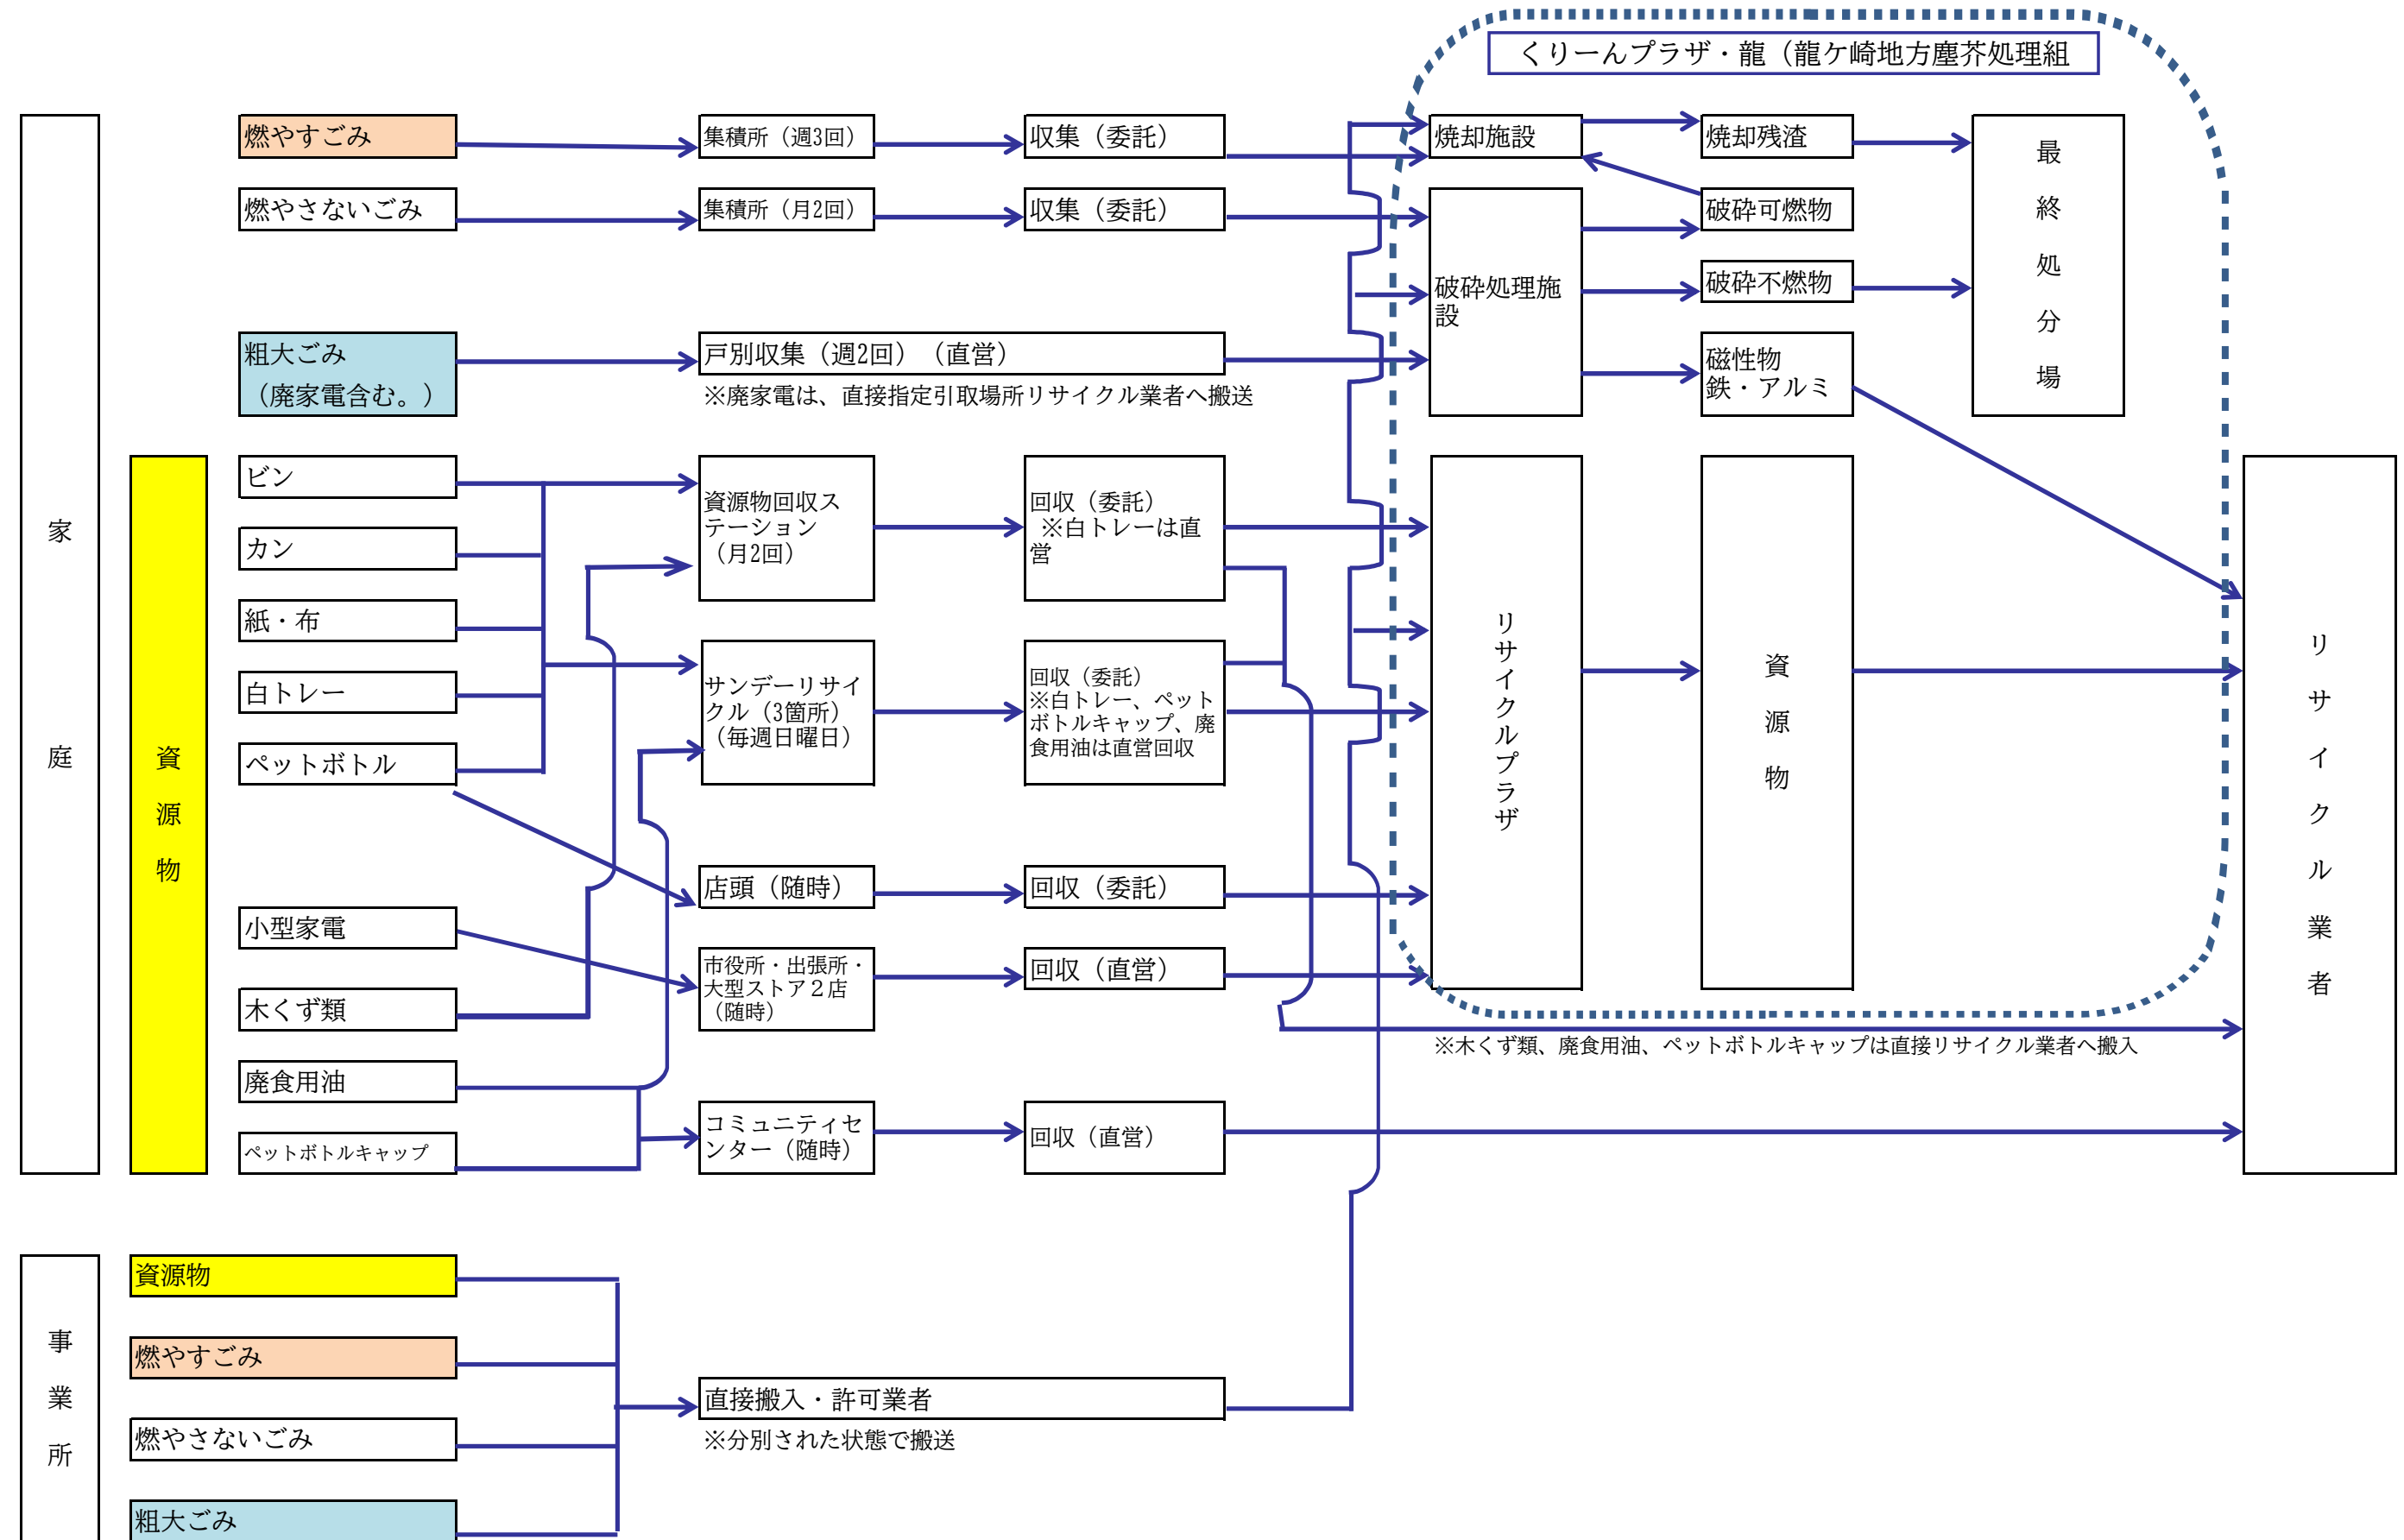 くりーんプラザ・龍（龍ケ崎地方塵芥処理組
家庭
燃やすごみ
集積所（週3回）
収集（委託）
焼却施設
焼却残渣
最終処分場
燃やさないごみ
集積所（月2回）
収集（委託）
破砕処理施
設
破砕可燃物
破砕不燃物
粗大ごみ
（廃家電含む。）
戸別収集（週2回）（直営）
※廃家電は、直接指定引取場所リサイクル業者へ搬送
磁性物
鉄・アルミ
資源物
ビン
カン
紙・布
白トレー
ペットボトル
小型家電
木くず類
廃食用油
ペットボトルキャップ
資源物回収ス
テーション
（月2回）
回収（委託）
※白トレーは直
営
サンデーリサイ
クル（3箇所）
（毎週日曜日）
回収（委託）
※白トレー、ペット
ボトルキャップ、廃
食用油は直営回収
店頭（随時）
回収（委託）
市役所・出張所・
大型ストア２店
（随時）
回収（直営）
コミュニティセ
ンター（随時）
回収（直営）
リサイクルプラザ
資源物
リサイクル業者
※木くず類、廃食用油、ペットボトルキャップは直接リサイクル業者へ搬入
事業所
資源物
燃やすごみ
燃やさないごみ
粗大ごみ
直接搬入・許可業者
※分別された状態で搬送